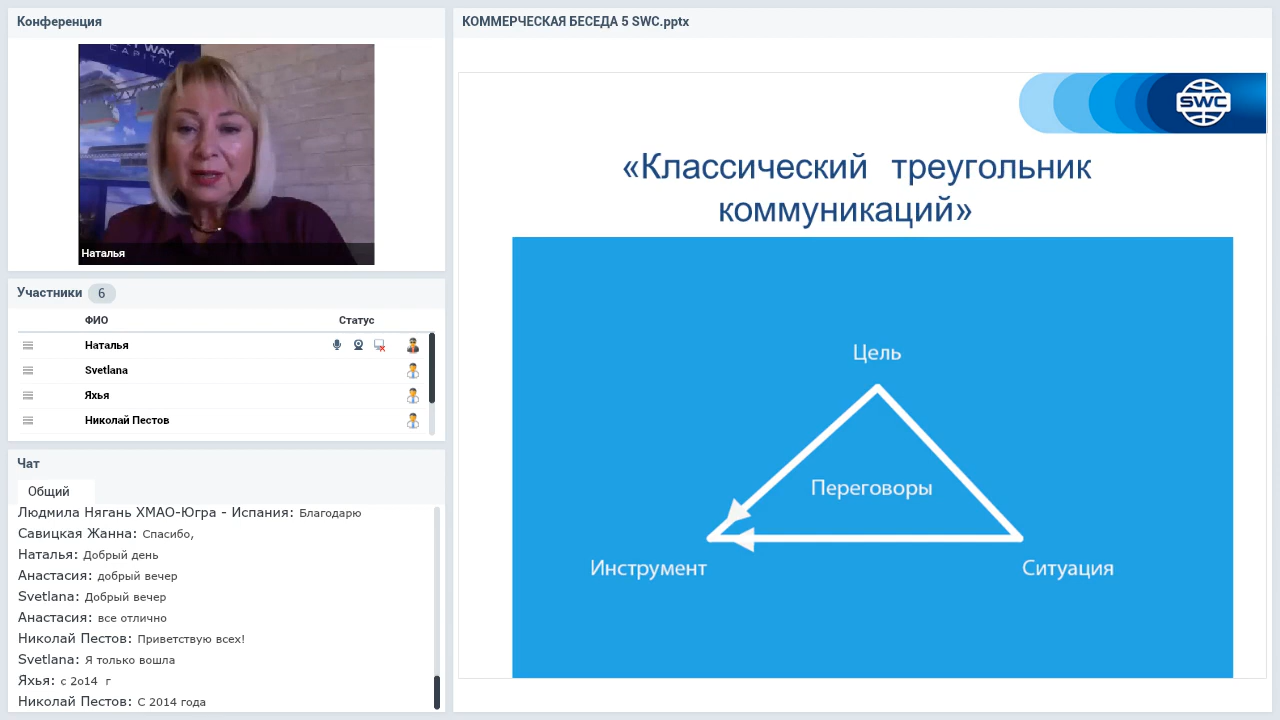 Конференция
Y WAY
CAPITAL
Наталья
Участники 6
ФИО Статус
Наталья
Svetlana
Яхья
Николай Пестов
Чат
Общий
Людмила Нягань ХМАО-Югра - Испания: Благодарю
Савицкая Жанна: Спасибо,
Наталья: Добрый день
Анастасия: добрый вечер
Svetlana: Добрый вечер
Анастасия: все отлично
Николай Пестов: Приветствую всех!
Svetlana: Я только вошла
Яхья: с 2о14 г
Николай Пестов: С 2014 года
КОММЕРЧЕСКАЯ БЕСЕДА 5 SWC.pptx
SWC
«Классический треугольник
коммуникаций»
Цель
Переговоры
Инструмент
Ситуация